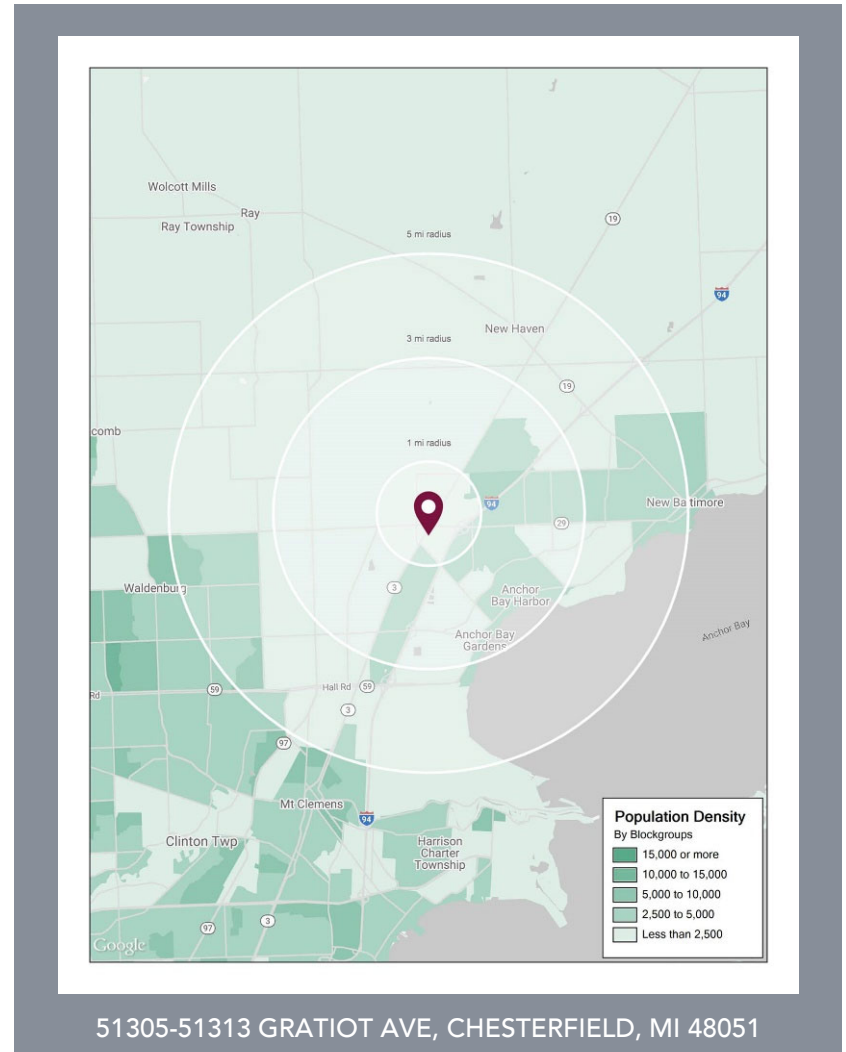 Wolcott Mills
Ray
Ray Township
19
5 mi radius
94
New Haven
3 mi radius
19
comb
1 mi radius
94
New Baltimore
29
Waldenburg
3
Anchor
Bay Harbor
Anchor Bay
Anchor Bay
Gardens
Rd
59
Hall Rd
59
3
97
Mt Clemens
94
Clinton Twp
Harrison
Charter
Township
97
3
Google
Population Density
By Blockgroups
15,000 or more
10,000 to 15,000
5,000 to 10,000
2,500 to 5,000
Less than 2,500
51305-51313 GRATIOT AVE, CHESTERFIELD, MI 48051